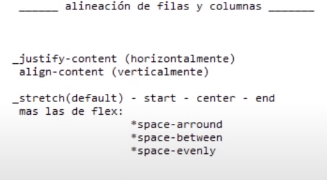 ______ alineación de filas y columnas _______
_justify-content (horizontalmente)
align-content (verticalmente)
_stretch(default) - start - center - end
mas las de flex:
*space-arround
*space-between
*space-evenly